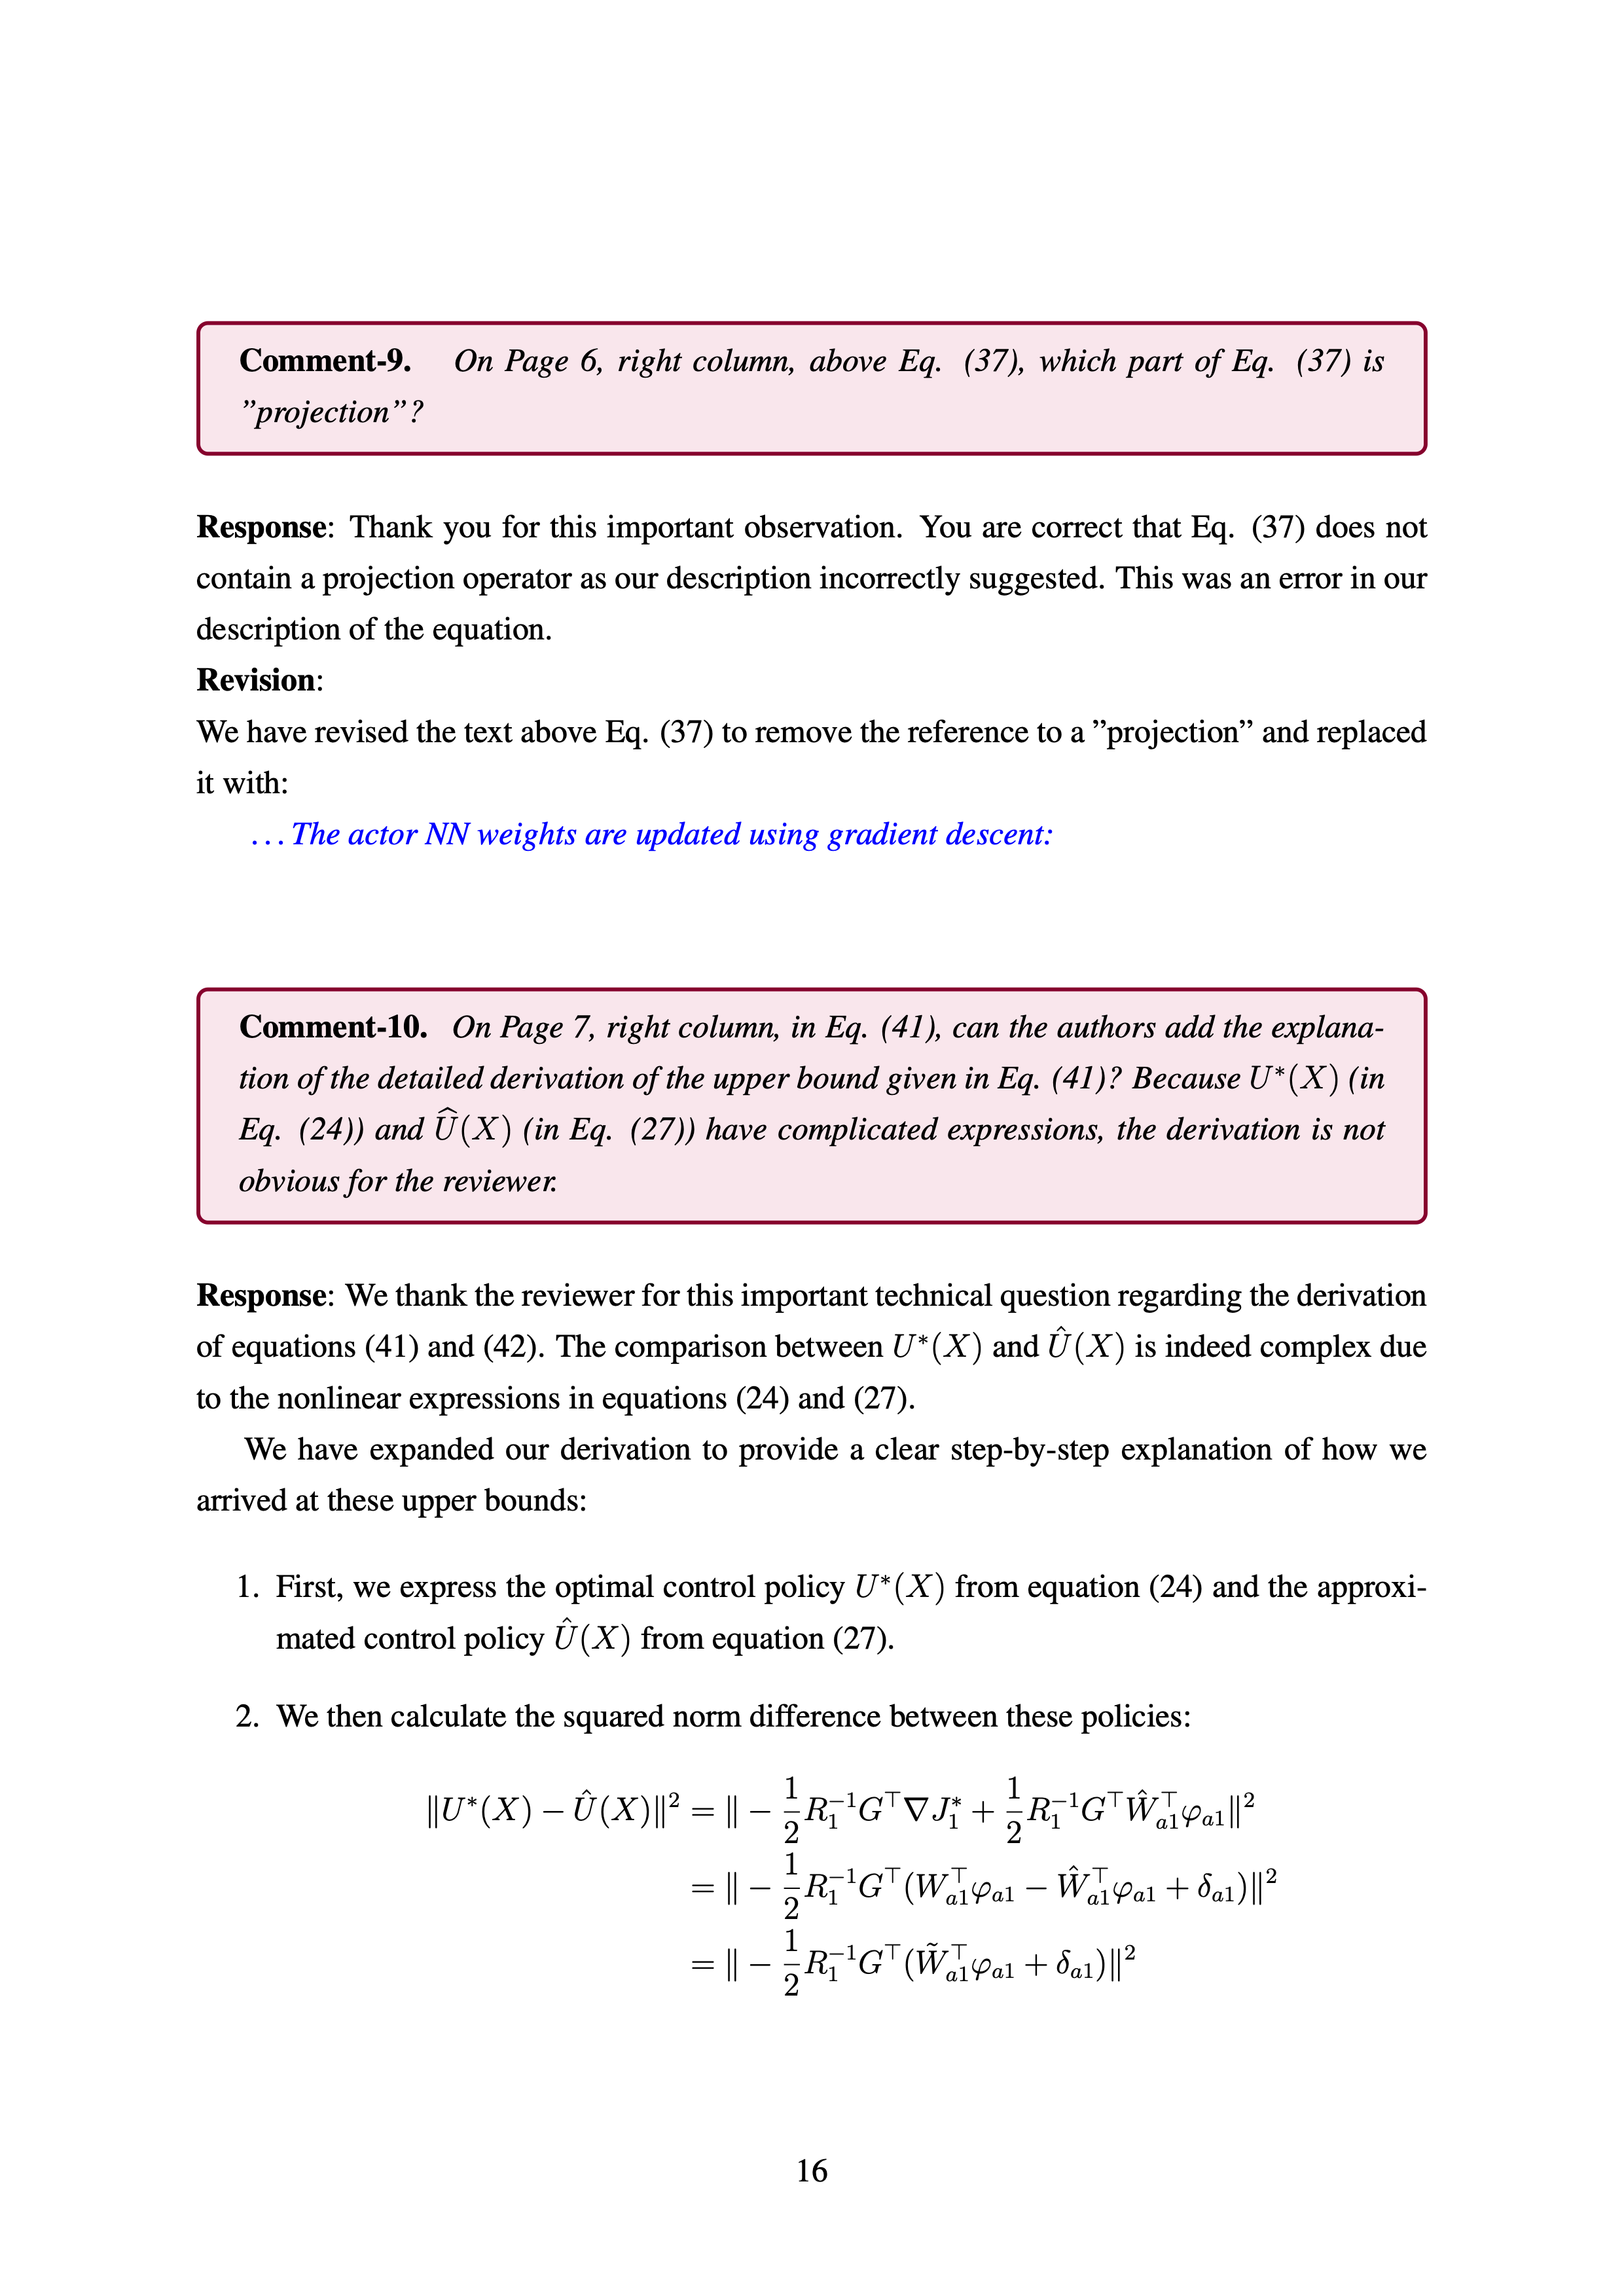 Comment-9. On Page 6, right column, above Eq. (37), which part of Eq. (37) is
”projection”?
Response: Thank you for this important observation. You are correct that Eq. (37) does not
contain a projection operator as our description incorrectly suggested. This was an error in our
description of the equation.
Revision:
We have revised the text above Eq. (37) to remove the reference to a ”projection” and replaced
it with:
... The actor NN weights are updated using gradient descent:
Comment-10. On Page 7, right column, in Eq. (41), can the authors add the explana-
tion of the detailed derivation of the upper bound given in Eq. (41)? Because $U^*(X)$ (in
Eq. (24)) and $\widehat{U}(X)$ (in Eq. (27)) have complicated expressions, the derivation is not
obvious for the reviewer.
Response: We thank the reviewer for this important technical question regarding the derivation
of equations (41) and (42). The comparison between $U^*(X)$ and $\hat{U}(X)$ is indeed complex due
to the nonlinear expressions in equations (24) and (27).
We have expanded our derivation to provide a clear step-by-step explanation of how we
arrived at these upper bounds:
1. First, we express the optimal control policy $U^*(X)$ from equation (24) and the approxi-
mated control policy $\hat{U}(X)$ from equation (27).
2. We then calculate the squared norm difference between these policies:
$\|U^*(X) - \hat{U}(X)\|^2 = \| - \frac{1}{2}R_1^{-1}G^\top \nabla J_1^* + \frac{1}{2}R_1^{-1}G^\top \hat{W}_{a1}^\top \varphi_{a1}\|^2$
$= \| - \frac{1}{2}R_1^{-1}G^\top (W_{a1}^\top \varphi_{a1} - \hat{W}_{a1}^\top \varphi_{a1} + \delta_{a1})\|^2$
$= \| - \frac{1}{2}R_1^{-1}G^\top (\tilde{W}_{a1}^\top \varphi_{a1} + \delta_{a1})\|^2$
16